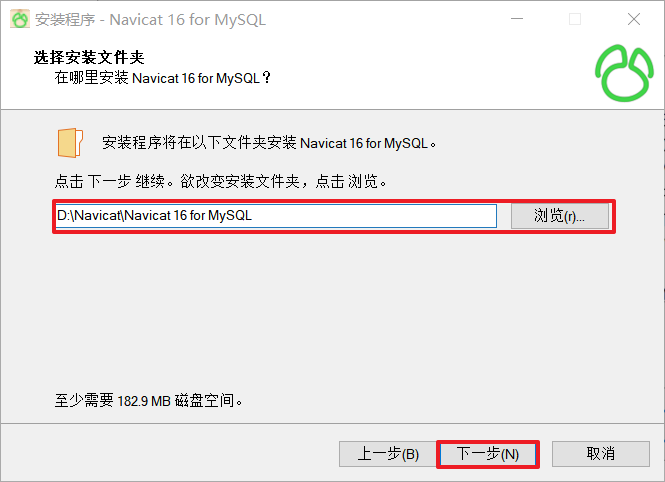 安装程序 - Navicat 16 for MySQL
选择安装文件夹
在哪里安装 Navicat 16 for MySQL？
安装程序将在以下文件夹安装 Navicat 16 for MySQL。
点击 下一步 继续。欲改变安装文件夹，点击 浏览。
D:\Navicat\Navicat 16 for MySQL 浏览(r)...
至少需要 182.9 MB 磁盘空间。
上一步(B) 下一步(N) 取消